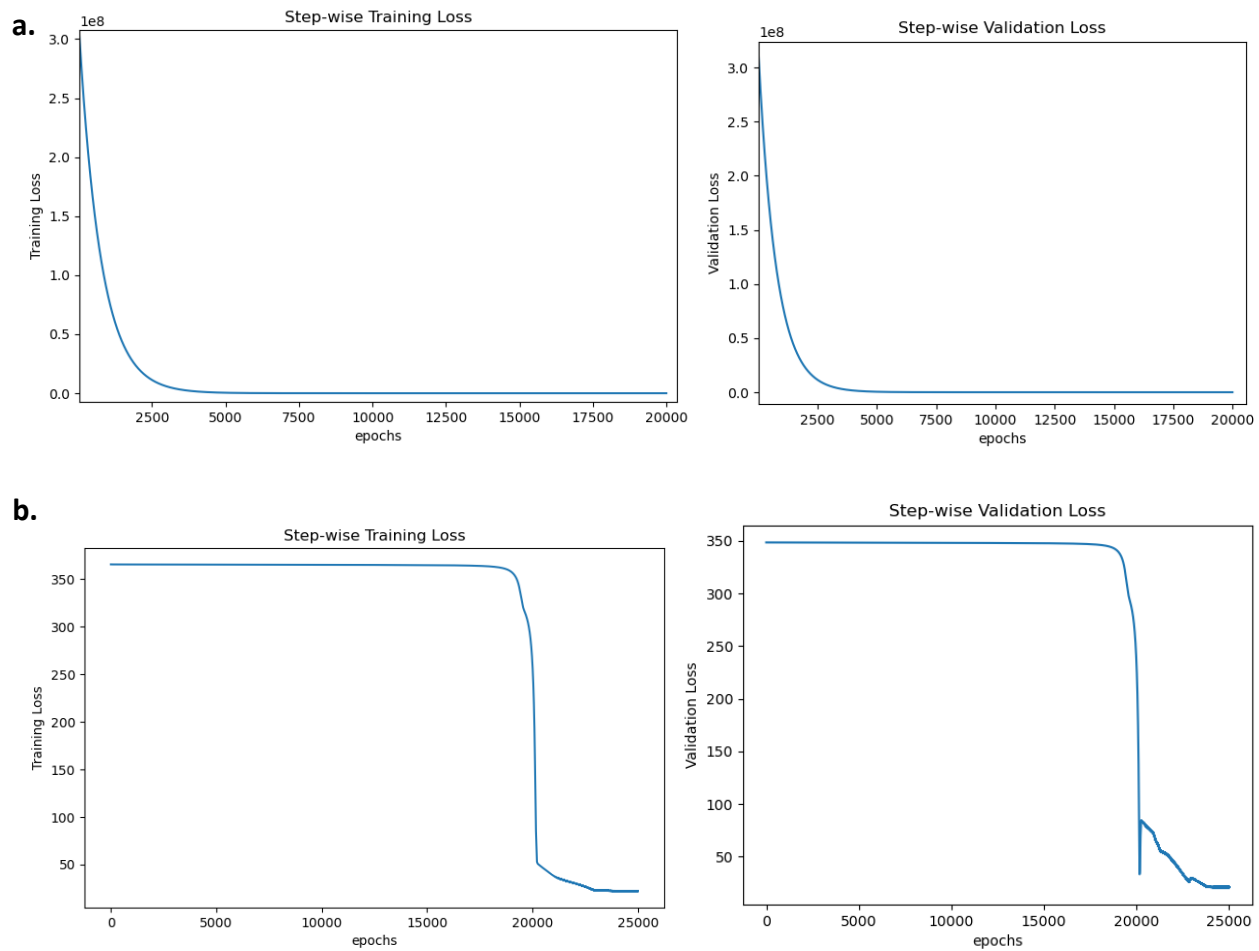 a.
Step-wise Training Loss
1e8
3.0
2.5
2.0
1.5
1.0
0.5
0.0
Training Loss
2500 5000 7500 10000 12500 15000 17500 20000
epochs
Step-wise Validation Loss
1e8
3.0
2.5
2.0
1.5
1.0
0.5
0.0
Validation Loss
2500 5000 7500 10000 12500 15000 17500 20000
epochs
b.
Step-wise Training Loss
350
300
250
200
150
100
50
Training Loss
0 5000 10000 15000 20000 25000
epochs
Step-wise Validation Loss
350
300
250
200
150
100
50
Validation Loss
0 5000 10000 15000 20000 25000
epochs